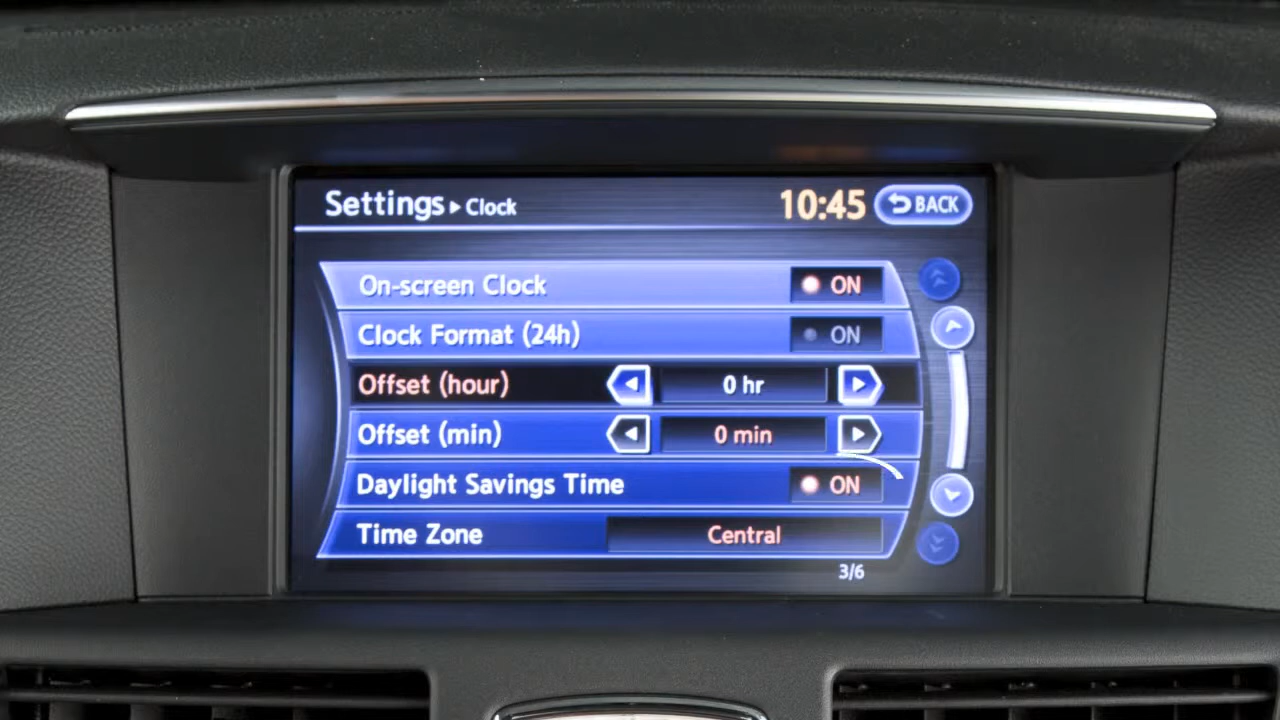 Settings ▸ Clock 10:45 BACK
On-screen Clock ON
Clock Format (24h) ON
Offset (hour) 0 hr
Offset (min) 0 min
Daylight Savings Time ON
Time Zone Central
3/6